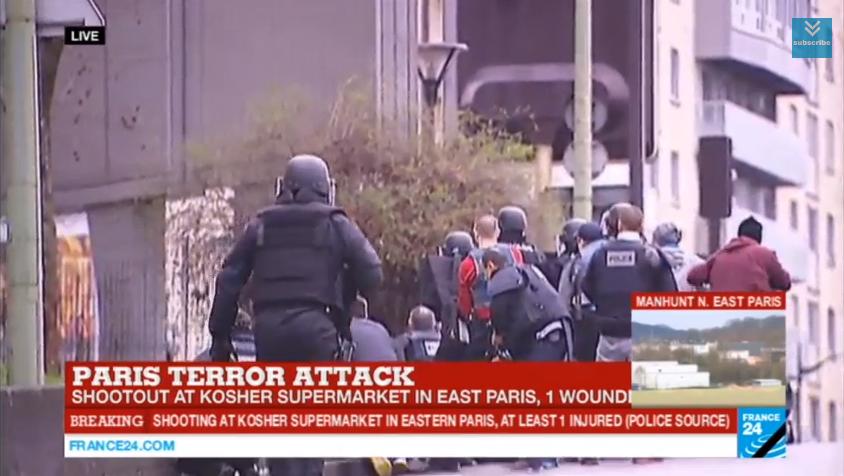 LIVE
subscribe
POLICE
MANHUNT N. EAST PARIS
PARIS TERROR ATTACK
SHOOTOUT AT KOSHER SUPERMARKET IN EAST PARIS, 1 WOUND
BREAKING SHOOTING AT KOSHER SUPERMARKET IN EASTERN PARIS, AT LEAST 1 INJURED (POLICE SOURCE)
FRANCE
24
FRANCE24.COM